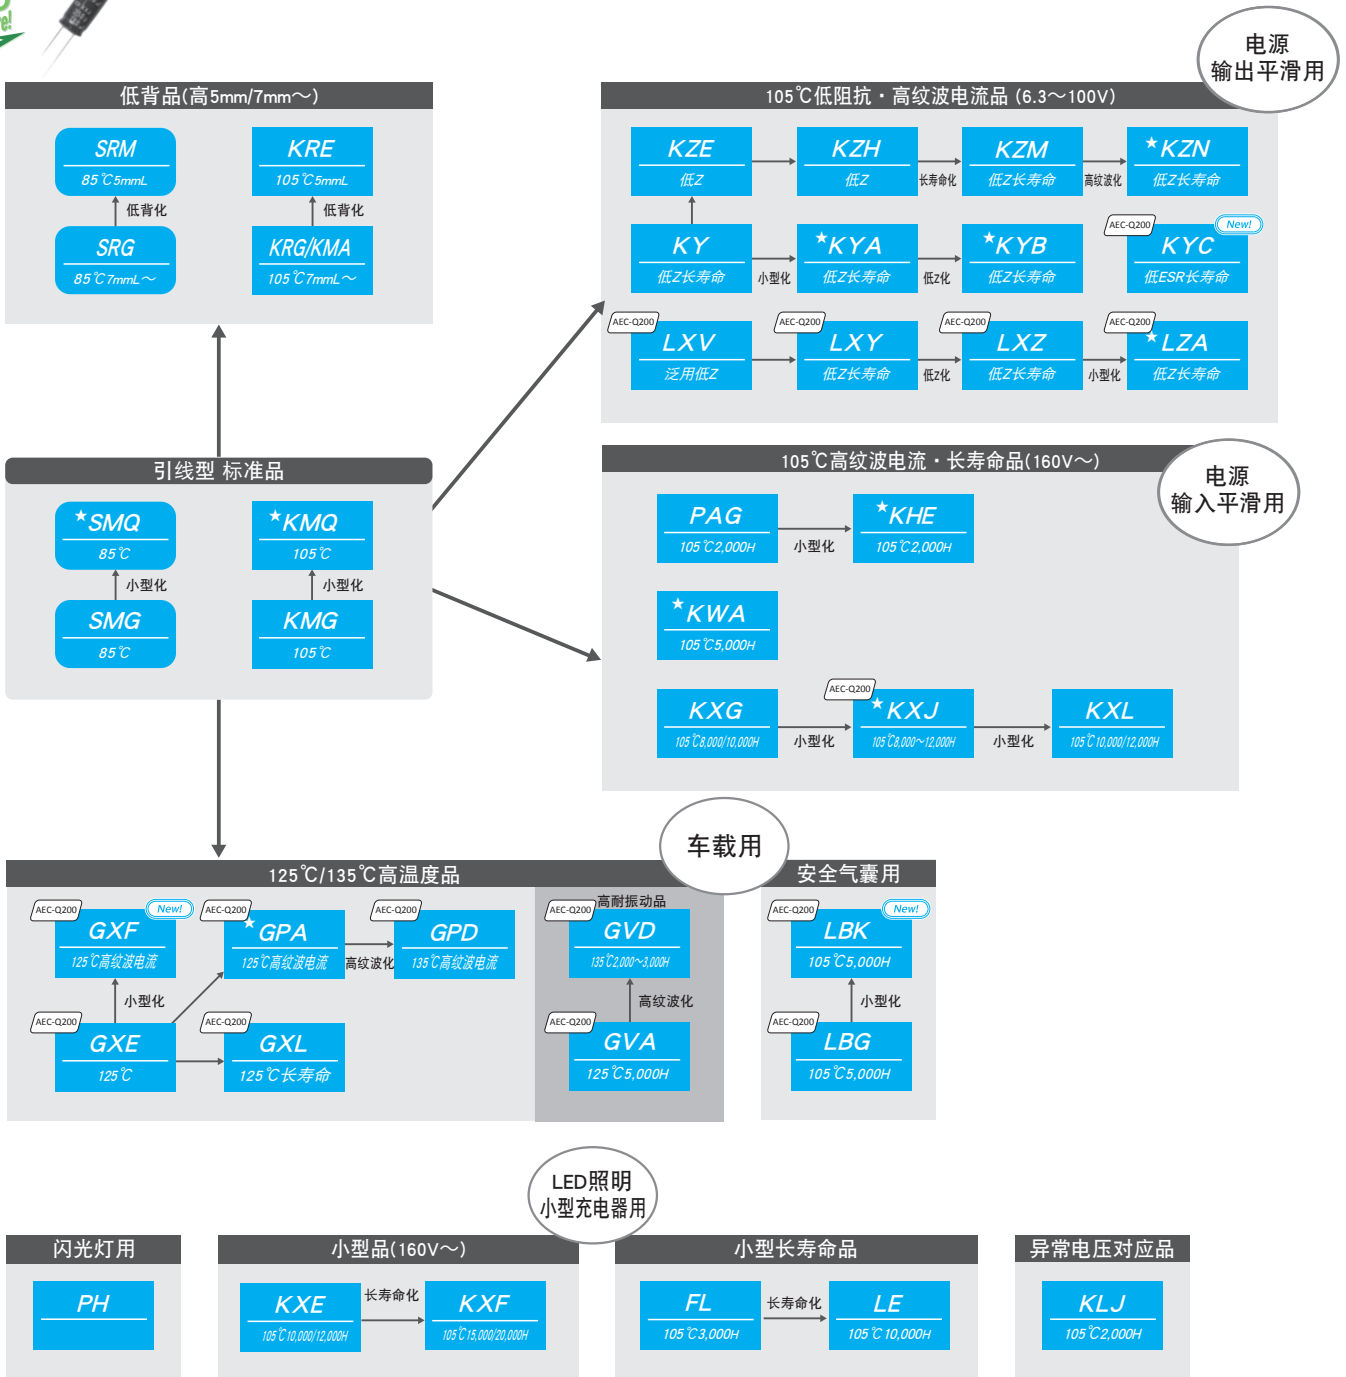 电源
输出平滑用
低背品(高5mm/7mm～)
SRM
85℃5mmL
低背化
SRG
85℃7mmL～
KRE
105℃5mmL
低背化
KRG/KMA
105℃7mmL～
105℃低阻抗・高纹波电流品 (6.3～100V)
KZE
低Z
KZH
低Z
长寿命化
KZM
低Z长寿命
高纹波化
★KZN
低Z长寿命
KY
低Z长寿命
小型化
★KYA
低Z长寿命
低Z化
★KYB
低Z长寿命
AEC-Q200
New!
KYC
低ESR长寿命
AEC-Q200
LXV
泛用低Z
AEC-Q200
LXY
低Z长寿命
低Z化
AEC-Q200
LXZ
低Z长寿命
小型化
AEC-Q200
★LZA
低Z长寿命
引线型 标准品
★SMQ
85℃
小型化
SMG
85℃
★KMQ
105℃
小型化
KMG
105℃
105℃高纹波电流・长寿命品(160V～)
电源
输入平滑用
PAG
105℃2,000H
小型化
★KHE
105℃2,000H
★KWA
105℃5,000H
KXG
105℃8,000/10,000H
小型化
AEC-Q200
★KXJ
105℃8,000～12,000H
小型化
KXL
105℃10,000/12,000H
车载用
125℃/135℃高温度品
AEC-Q200
New!
GXF
125℃高纹波电流
小型化
AEC-Q200
GXE
125℃
AEC-Q200
★GPA
125℃高纹波电流
高纹波化
AEC-Q200
GPD
135℃高纹波电流
AEC-Q200
GXL
125℃长寿命
高耐振动品
AEC-Q200
GVD
135℃2,000～3,000H
高纹波化
AEC-Q200
GVA
125℃5,000H
安全气囊用
AEC-Q200
New!
LBK
105℃5,000H
小型化
AEC-Q200
LBG
105℃5,000H
LED照明
小型充电器用
闪光灯用
PH
小型品(160V～)
KXE
105℃10,000/12,000H
长寿命化
KXF
105℃15,000/20,000H
小型长寿命品
FL
105℃3,000H
长寿命化
LE
105℃10,000H
异常电压对应品
KLJ
105℃2,000H